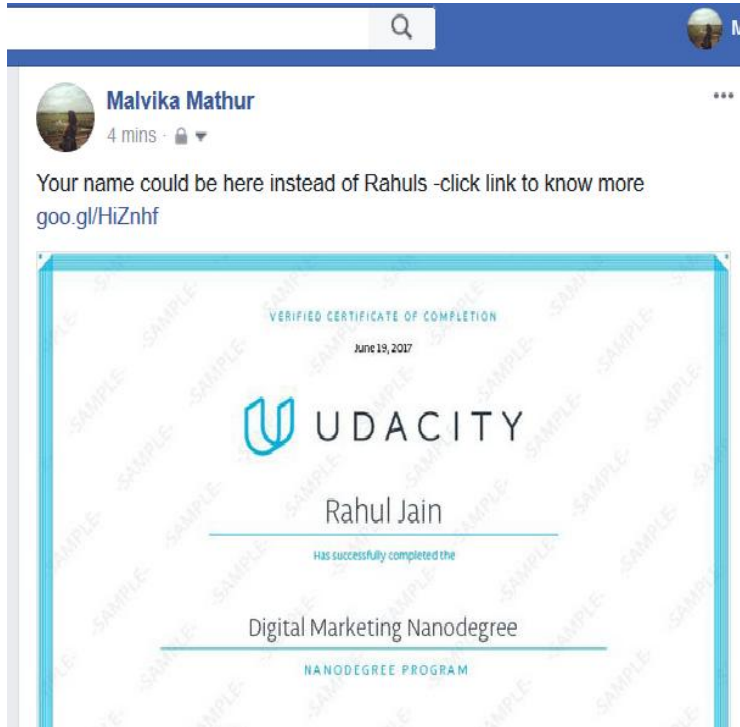 M
Malvika Mathur
4 mins ·
Your name could be here instead of Rahuls -click link to know more
goo.gl/HiZnhf
VERIFIED CERTIFICATE OF COMPLETION
June 19, 2017
UDACITY
Rahul Jain
Has successfully completed the
Digital Marketing Nanodegree
NANODEGREE PROGRAM
-SAMPLE-